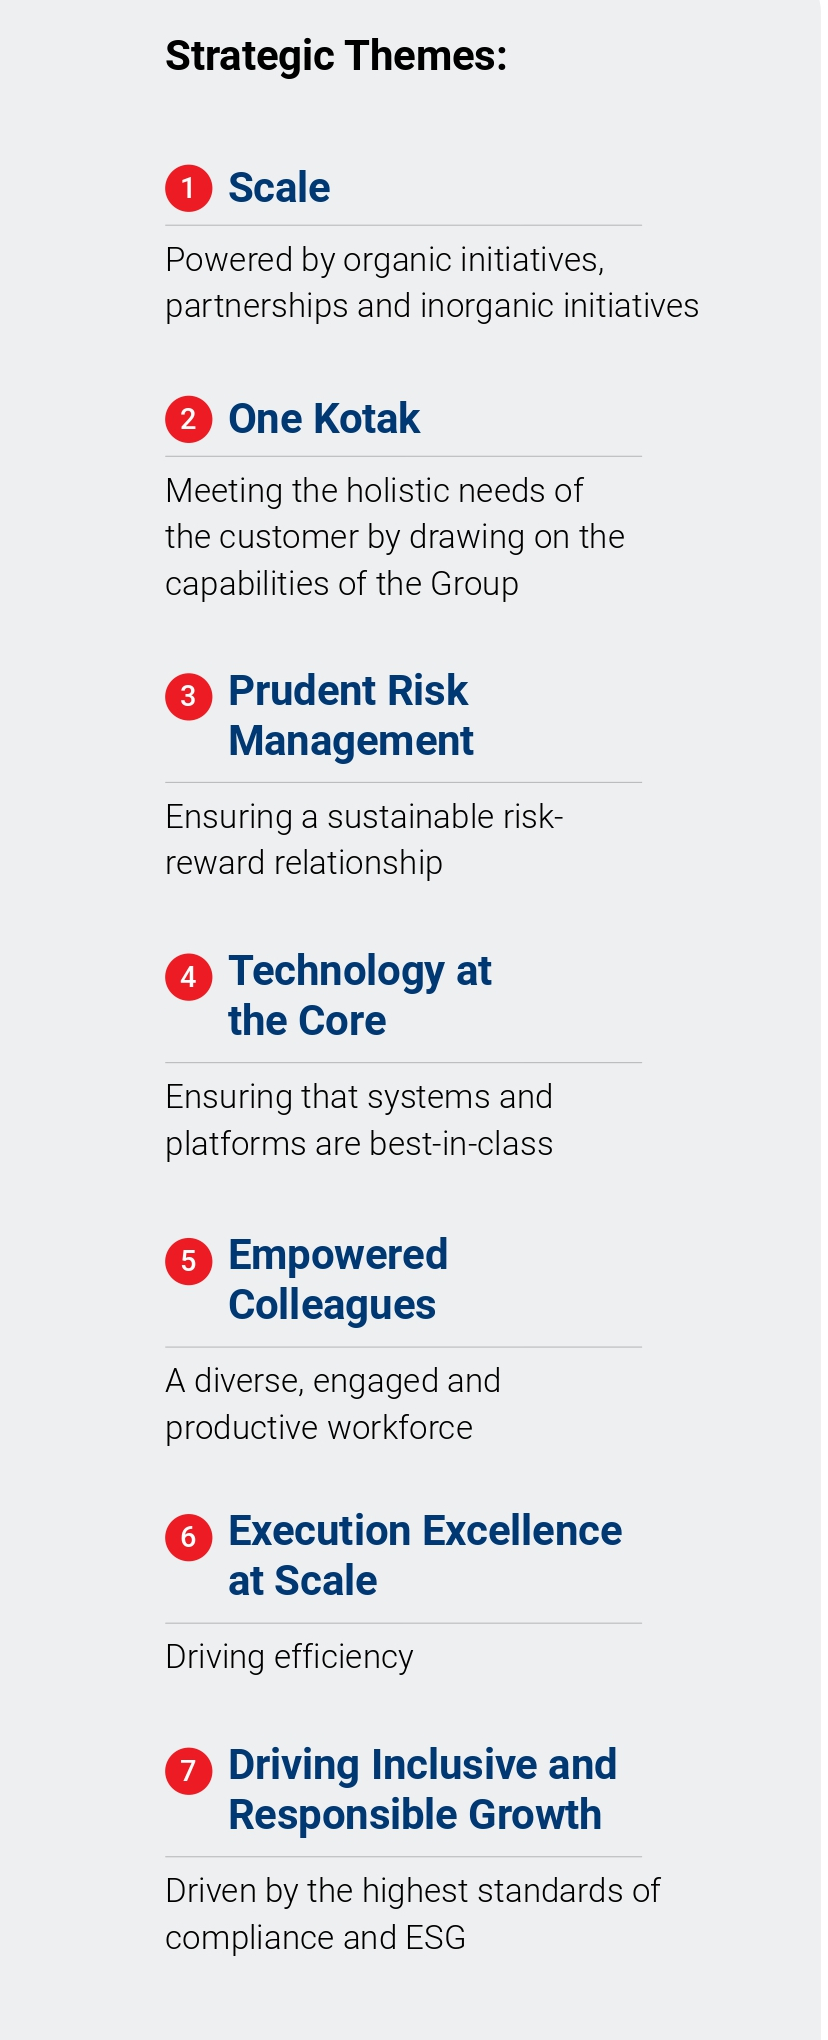 Strategic Themes:
1 Scale
Powered by organic initiatives,
partnerships and inorganic initiatives
2 One Kotak
Meeting the holistic needs of
the customer by drawing on the
capabilities of the Group
3 Prudent Risk
Management
Ensuring a sustainable risk-
reward relationship
4 Technology at
the Core
Ensuring that systems and
platforms are best-in-class
5 Empowered
Colleagues
A diverse, engaged and
productive workforce
6 Execution Excellence
at Scale
Driving efficiency
7 Driving Inclusive and
Responsible Growth
Driven by the highest standards of
compliance and ESG